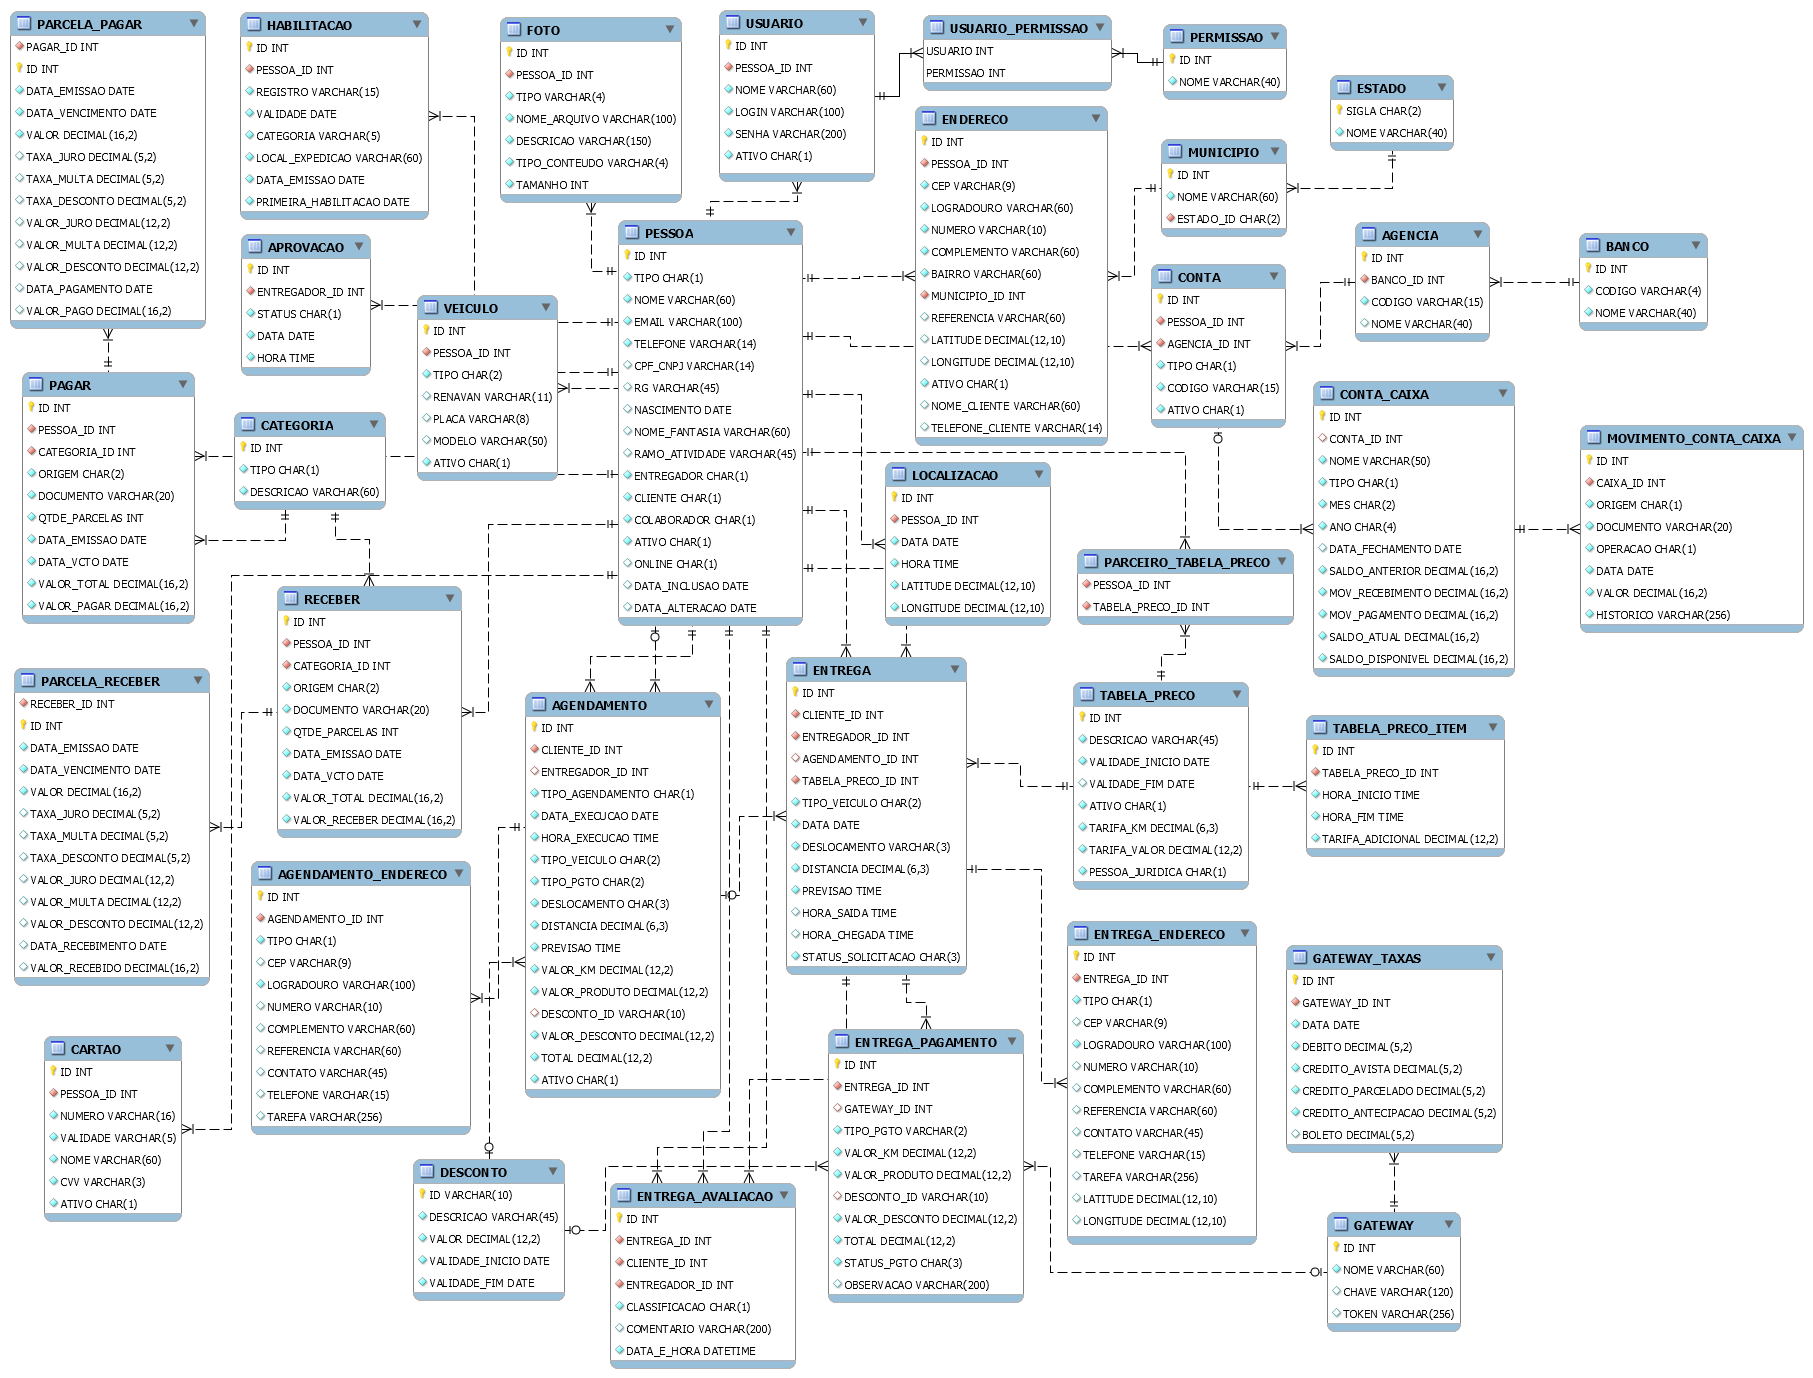 PARCELA_PAGAR
PAGAR_ID INT
ID INT
DATA_EMISSAO DATE
DATA_VENCIMENTO DATE
VALOR DECIMAL(16,2)
TAXA_JURO DECIMAL(5,2)
TAXA_MULTA DECIMAL(5,2)
TAXA_DESCONTO DECIMAL(5,2)
VALOR_JURO DECIMAL(12,2)
VALOR_MULTA DECIMAL(12,2)
VALOR_DESCONTO DECIMAL(12,2)
DATA_PAGAMENTO DATE
VALOR_PAGO DECIMAL(16,2)
HABILITACAO
ID INT
PESSOA_ID INT
REGISTRO VARCHAR(15)
VALIDADE DATE
CATEGORIA VARCHAR(5)
LOCAL_EXPEDICAO VARCHAR(60)
DATA_EMISSAO DATE
PRIMEIRA_HABILITACAO DATE
FOTO
ID INT
PESSOA_ID INT
TIPO VARCHAR(4)
NOME_ARQUIVO VARCHAR(100)
DESCRICAO VARCHAR(150)
TIPO_CONTEUDO VARCHAR(4)
TAMANHO INT
USUARIO
ID INT
PESSOA_ID INT
NOME VARCHAR(60)
LOGIN VARCHAR(100)
SENHA VARCHAR(200)
ATIVO CHAR(1)
USUARIO_PERMISSAO
USUARIO INT
PERMISSAO INT
PERMISSAO
ID INT
NOME VARCHAR(40)
ESTADO
SIGLA CHAR(2)
NOME VARCHAR(40)
ENDERECO
ID INT
PESSOA_ID INT
CEP VARCHAR(9)
LOGRADOURO VARCHAR(60)
NUMERO VARCHAR(10)
COMPLEMENTO VARCHAR(60)
BAIRRO VARCHAR(60)
MUNICIPIO_ID INT
REFERENCIA VARCHAR(60)
LATITUDE DECIMAL(12,10)
LONGITUDE DECIMAL(12,10)
ATIVO CHAR(1)
NOME_CLIENTE VARCHAR(60)
TELEFONE_CLIENTE VARCHAR(14)
MUNICIPIO
ID INT
NOME VARCHAR(60)
ESTADO_ID CHAR(2)
AGENCIA
ID INT
BANCO_ID INT
CODIGO VARCHAR(15)
NOME VARCHAR(40)
BANCO
ID INT
CODIGO VARCHAR(4)
NOME VARCHAR(40)
APROVACAO
ID INT
ENTREGADOR_ID INT
STATUS CHAR(1)
DATA DATE
HORA TIME
VEICULO
ID INT
PESSOA_ID INT
TIPO CHAR(2)
RENAVAN VARCHAR(11)
PLACA VARCHAR(8)
MODELO VARCHAR(50)
ATIVO CHAR(1)
PESSOA
ID INT
TIPO CHAR(1)
NOME VARCHAR(60)
EMAIL VARCHAR(100)
TELEFONE VARCHAR(14)
CPF_CNPJ VARCHAR(14)
RG VARCHAR(45)
NASCIMENTO DATE
NOME_FANTASIA VARCHAR(60)
RAMO_ATIVIDADE VARCHAR(45)
ENTREGADOR CHAR(1)
CLIENTE CHAR(1)
COLABORADOR CHAR(1)
ATIVO CHAR(1)
ONLINE CHAR(1)
DATA_INCLUSAO DATE
DATA_ALTERACAO DATE
CONTA
ID INT
PESSOA_ID INT
AGENCIA_ID INT
TIPO CHAR(1)
CODIGO VARCHAR(15)
ATIVO CHAR(1)
CONTA_CAIXA
ID INT
CONTA_ID INT
NOME VARCHAR(50)
TIPO CHAR(1)
MES CHAR(2)
ANO CHAR(4)
DATA_FECHAMENTO DATE
SALDO_ANTERIOR DECIMAL(16,2)
MOV_RECEBIMENTO DECIMAL(16,2)
MOV_PAGAMENTO DECIMAL(16,2)
SALDO_ATUAL DECIMAL(16,2)
SALDO_DISPONIVEL DECIMAL(16,2)
MOVIMENTO_CONTA_CAIXA
ID INT
CAIXA_ID INT
ORIGEM CHAR(1)
DOCUMENTO VARCHAR(20)
OPERACAO CHAR(1)
DATA DATE
VALOR DECIMAL(16,2)
HISTORICO VARCHAR(256)
PAGAR
ID INT
PESSOA_ID INT
CATEGORIA_ID INT
ORIGEM CHAR(2)
DOCUMENTO VARCHAR(20)
QTDE_PARCELAS INT
DATA_EMISSAO DATE
DATA_VCTO DATE
VALOR_TOTAL DECIMAL(16,2)
VALOR_PAGAR DECIMAL(16,2)
CATEGORIA
ID INT
TIPO CHAR(1)
DESCRICAO VARCHAR(60)
LOCALIZACAO
ID INT
PESSOA_ID INT
DATA DATE
HORA TIME
LATITUDE DECIMAL(12,10)
LONGITUDE DECIMAL(12,10)
PARCEIRO_TABELA_PRECO
PESSOA_ID INT
TABELA_PRECO_ID INT
RECEBER
ID INT
PESSOA_ID INT
CATEGORIA_ID INT
ORIGEM CHAR(2)
DOCUMENTO VARCHAR(20)
QTDE_PARCELAS INT
DATA_EMISSAO DATE
DATA_VCTO DATE
VALOR_TOTAL DECIMAL(16,2)
VALOR_RECEBER DECIMAL(16,2)
PARCELA_RECEBER
RECEBER_ID INT
ID INT
DATA_EMISSAO DATE
DATA_VENCIMENTO DATE
VALOR DECIMAL(16,2)
TAXA_JURO DECIMAL(5,2)
TAXA_MULTA DECIMAL(5,2)
TAXA_DESCONTO DECIMAL(5,2)
VALOR_JURO DECIMAL(12,2)
VALOR_MULTA DECIMAL(12,2)
VALOR_DESCONTO DECIMAL(12,2)
DATA_RECEBIMENTO DATE
VALOR_RECEBIDO DECIMAL(16,2)
AGENDAMENTO
ID INT
CLIENTE_ID INT
ENTREGADOR_ID INT
TIPO_AGENDAMENTO CHAR(1)
DATA_EXECUCAO DATE
HORA_EXECUCAO TIME
TIPO_VEICULO CHAR(2)
TIPO_PGTO CHAR(2)
DESLOCAMENTO CHAR(3)
DISTANCIA DECIMAL(6,3)
PREVISAO TIME
VALOR_KM DECIMAL(12,2)
VALOR_PRODUTO DECIMAL(12,2)
DESCONTO_ID VARCHAR(10)
VALOR_DESCONTO DECIMAL(12,2)
TOTAL DECIMAL(12,2)
ATIVO CHAR(1)
ENTREGA
ID INT
CLIENTE_ID INT
ENTREGADOR_ID INT
AGENDAMENTO_ID INT
TABELA_PRECO_ID INT
TIPO_VEICULO CHAR(2)
DATA DATE
DESLOCAMENTO VARCHAR(3)
DISTANCIA DECIMAL(6,3)
PREVISAO TIME
HORA_SAIDA TIME
HORA_CHEGADA TIME
STATUS_SOLICITACAO CHAR(3)
TABELA_PRECO
ID INT
DESCRICAO VARCHAR(45)
VALIDADE_INICIO DATE
VALIDADE_FIM DATE
ATIVO CHAR(1)
TARIFA_KM DECIMAL(6,3)
TARIFA_VALOR DECIMAL(12,2)
PESSOA_JURIDICA CHAR(1)
TABELA_PRECO_ITEM
ID INT
TABELA_PRECO_ID INT
HORA_INICIO TIME
HORA_FIM TIME
TARIFA_ADICIONAL DECIMAL(12,2)
AGENDAMENTO_ENDERECO
ID INT
AGENDAMENTO_ID INT
TIPO CHAR(1)
CEP VARCHAR(9)
LOGRADOURO VARCHAR(100)
NUMERO VARCHAR(10)
COMPLEMENTO VARCHAR(60)
REFERENCIA VARCHAR(60)
CONTATO VARCHAR(45)
TELEFONE VARCHAR(15)
TAREFA VARCHAR(256)
ENTREGA_ENDERECO
ID INT
ENTREGA_ID INT
TIPO CHAR(1)
CEP VARCHAR(9)
LOGRADOURO VARCHAR(100)
NUMERO VARCHAR(10)
COMPLEMENTO VARCHAR(60)
REFERENCIA VARCHAR(60)
CONTATO VARCHAR(45)
TELEFONE VARCHAR(15)
TAREFA VARCHAR(256)
LATITUDE DECIMAL(12,10)
LONGITUDE DECIMAL(12,10)
GATEWAY_TAXAS
ID INT
GATEWAY_ID INT
DATA DATE
DEBITO DECIMAL(5,2)
CREDITO_AVISTA DECIMAL(5,2)
CREDITO_PARCELADO DECIMAL(5,2)
CREDITO_ANTECIPACAO DECIMAL(5,2)
BOLETO DECIMAL(5,2)
CARTAO
ID INT
PESSOA_ID INT
NUMERO VARCHAR(16)
VALIDADE VARCHAR(5)
NOME VARCHAR(60)
CVV VARCHAR(3)
ATIVO CHAR(1)
ENTREGA_PAGAMENTO
ID INT
ENTREGA_ID INT
GATEWAY_ID INT
TIPO_PGTO VARCHAR(2)
VALOR_KM DECIMAL(12,2)
VALOR_PRODUTO DECIMAL(12,2)
DESCONTO_ID VARCHAR(10)
VALOR_DESCONTO DECIMAL(12,2)
TOTAL DECIMAL(12,2)
STATUS_PGTO CHAR(3)
OBSERVACAO VARCHAR(200)
DESCONTO
ID VARCHAR(10)
DESCRICAO VARCHAR(45)
VALOR DECIMAL(12,2)
VALIDADE_INICIO DATE
VALIDADE_FIM DATE
ENTREGA_AVALIACAO
ID INT
ENTREGA_ID INT
CLIENTE_ID INT
ENTREGADOR_ID INT
CLASSIFICACAO CHAR(1)
COMENTARIO VARCHAR(200)
DATA_E_HORA DATETIME
GATEWAY
ID INT
NOME VARCHAR(60)
CHAVE VARCHAR(120)
TOKEN VARCHAR(256)